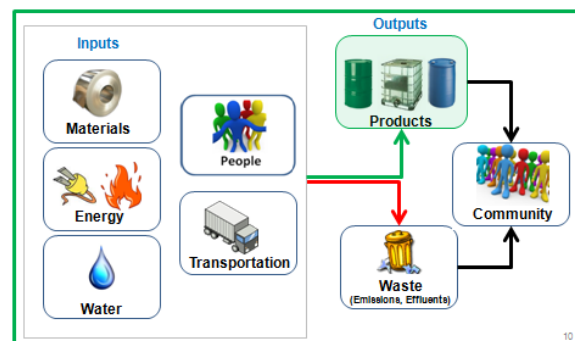 Inputs
Materials
Energy
Water
People
Transportation
Outputs
Products
Waste
(Emissions, Effluents)
Community
10